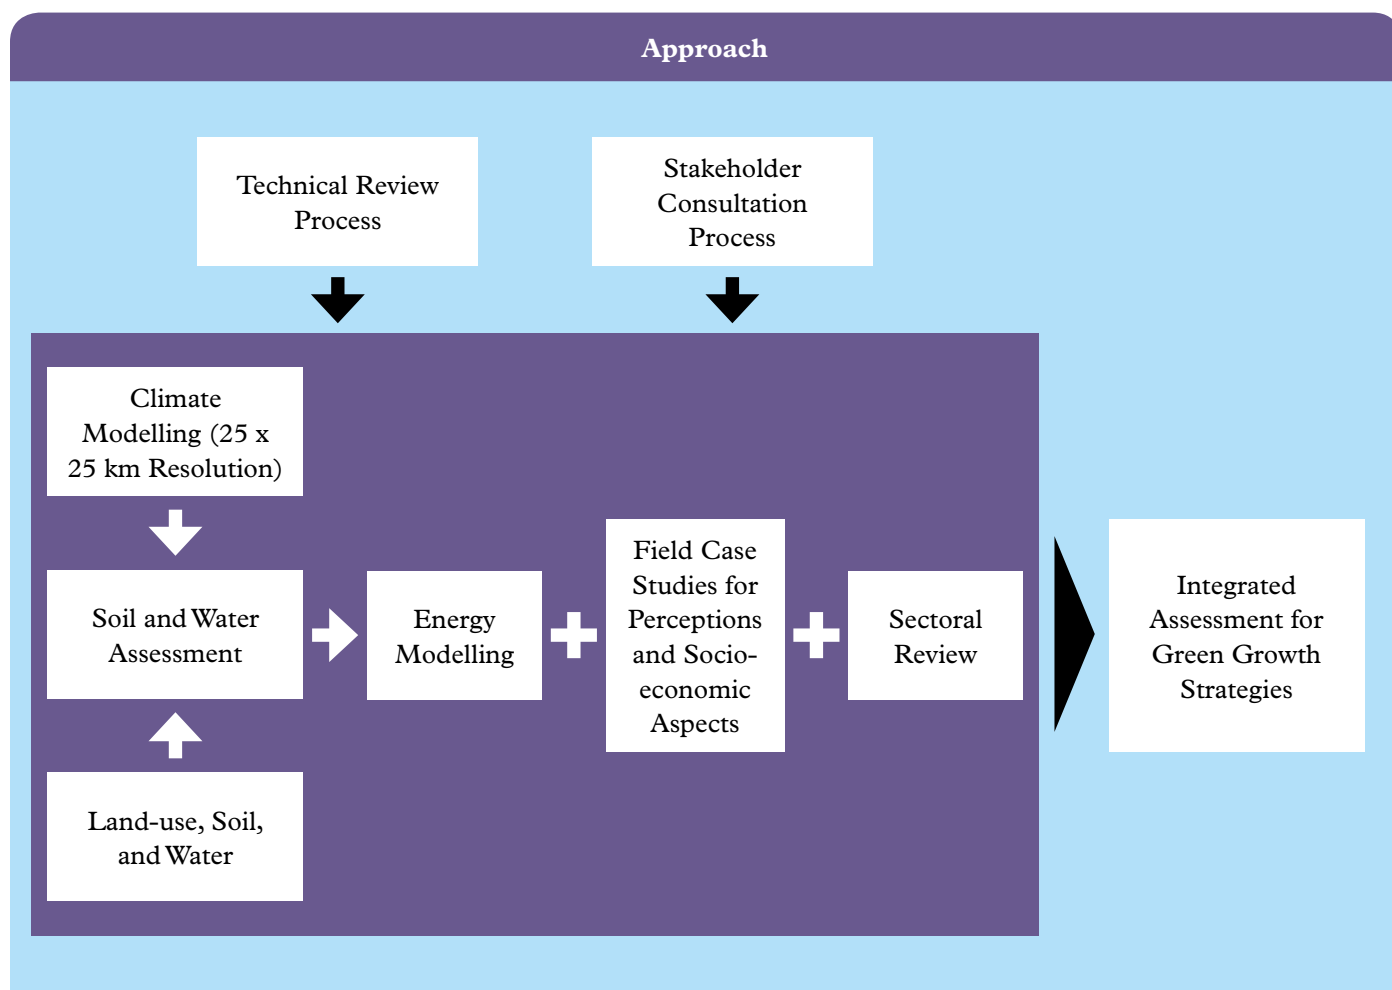 Approach
Technical Review
Process
Stakeholder
Consultation
Process
Climate
Modelling (25 x
25 km Resolution)
Soil and Water
Assessment
Energy
Modelling
Field Case
Studies for
Perceptions
and Socio-
economic
Aspects
Sectoral
Review
Integrated
Assessment for
Green Growth
Strategies
Land-use, Soil,
and Water